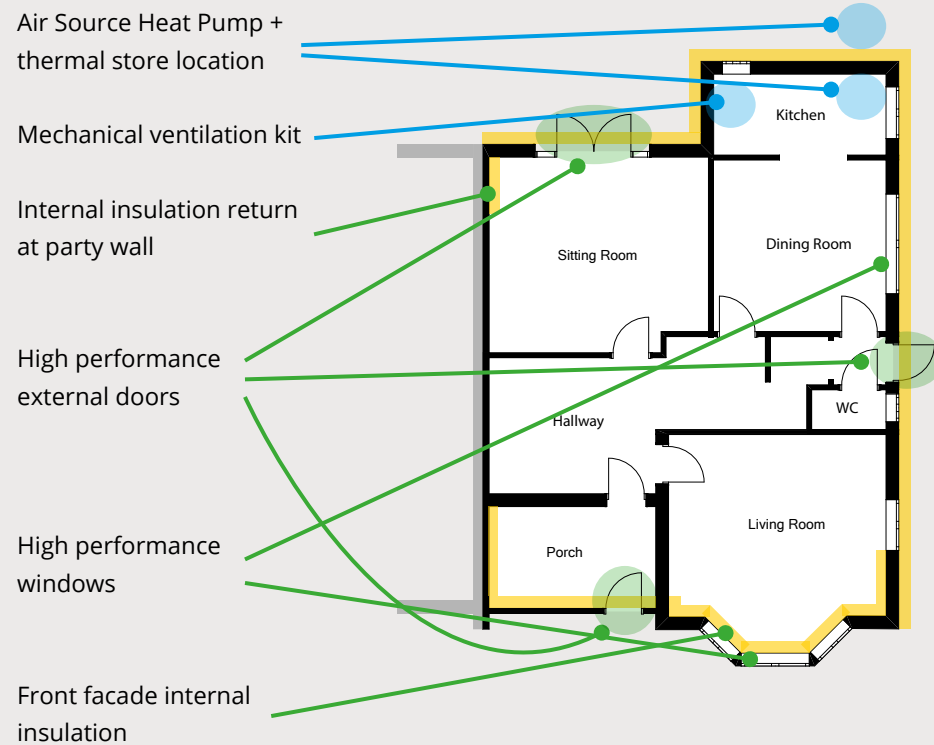 Air Source Heat Pump +
thermal store location
Mechanical ventilation kit
Internal insulation return
at party wall
High performance
external doors
High performance
windows
Front facade internal
insulation
Kitchen
Sitting Room
Dining Room
WC
Hallway
Living Room
Porch